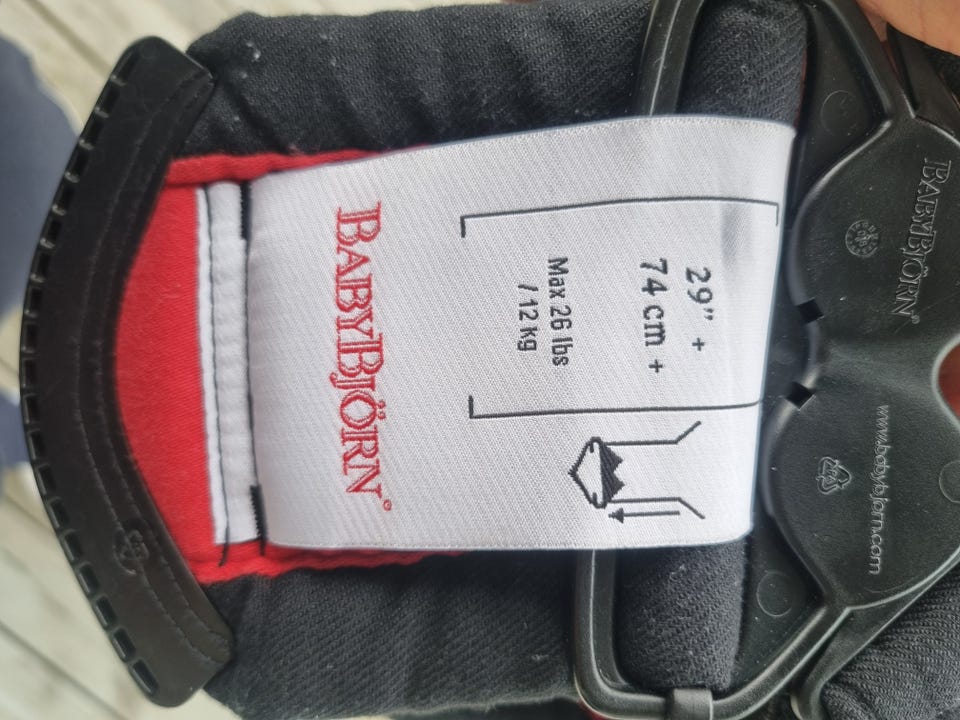 29" +
74 cm +
Max 26 lbs
/ 12 kg
BABYBJÖRN®
BABYBJÖRN®
www.babybjorn.com